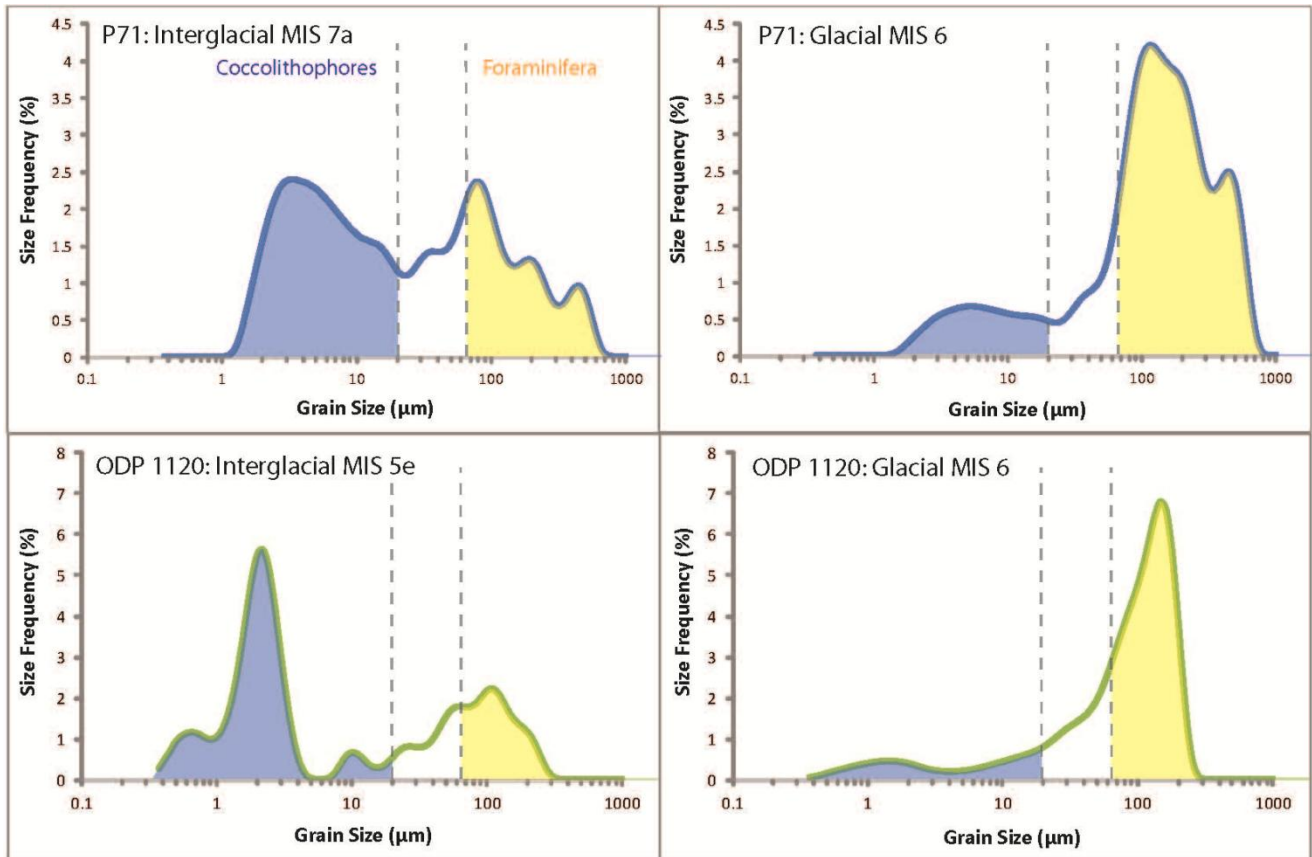 P71: Interglacial MIS 7a
Coccolithophores Foraminifera
Size Frequency (%)
4.5
4
3.5
3
2.5
2
1.5
1
0.5
0
0.1 1 10 100 1000
Grain Size (µm)
P71: Glacial MIS 6
Size Frequency (%)
4.5
4
3.5
3
2.5
2
1.5
1
0.5
0
0.1 1 10 100 1000
Grain Size (µm)
ODP 1120: Interglacial MIS 5e
Size Frequency (%)
8
7
6
5
4
3
2
1
0
0.1 1 10 100 1000
Grain Size (µm)
ODP 1120: Glacial MIS 6
Size Frequency (%)
8
7
6
5
4
3
2
1
0
0.1 1 10 100 1000
Grain Size (µm)